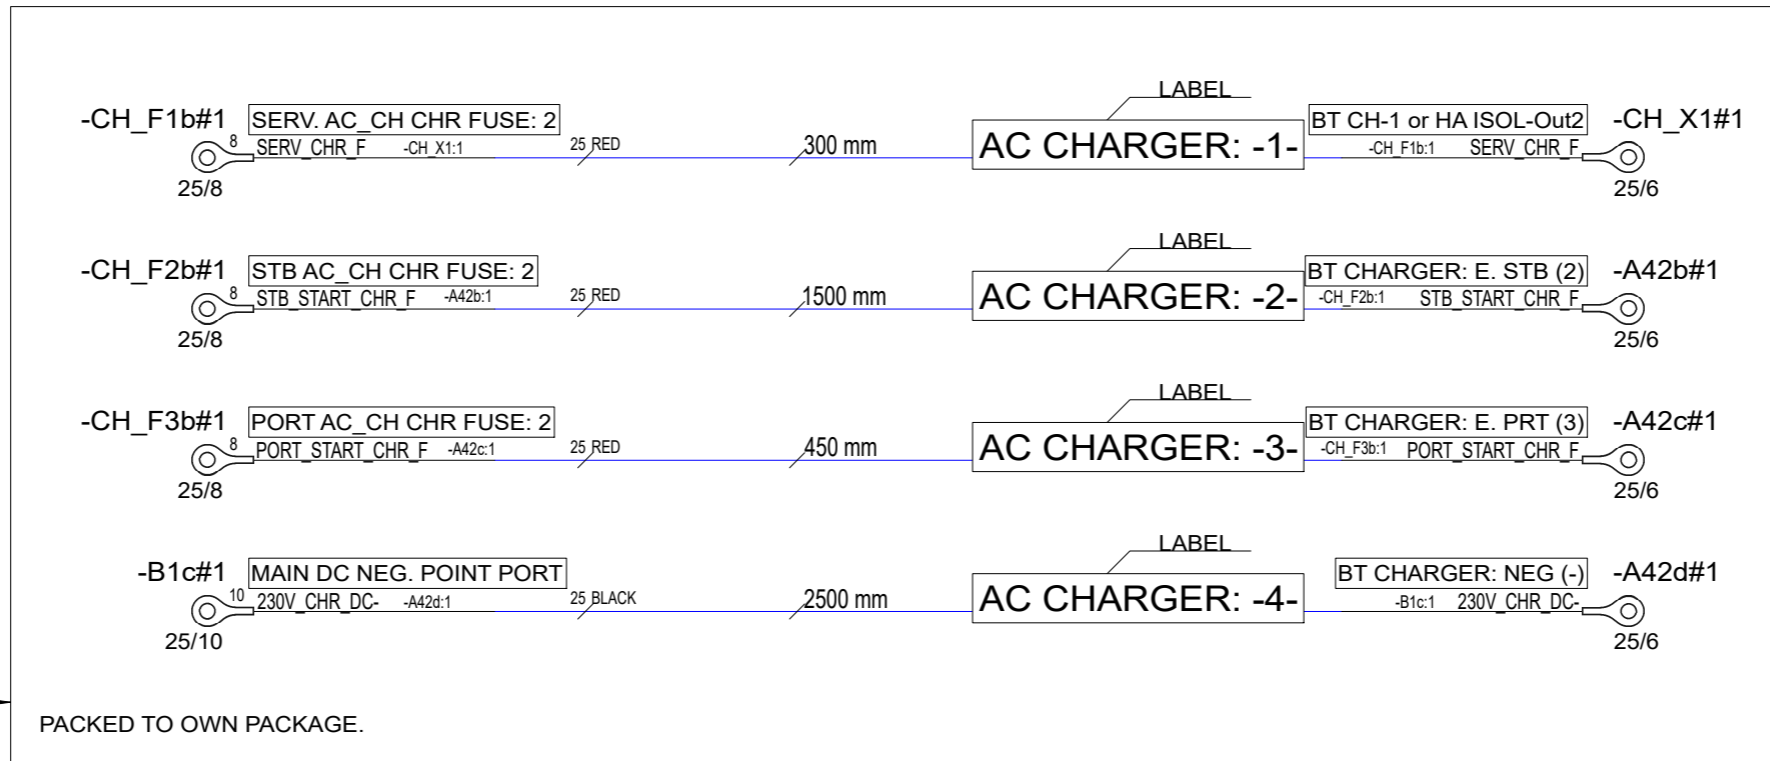 LABEL
-CH_F1b#1 SERV. AC_CH CHR FUSE: 2 BT CH-1 or HA ISOL-Out2 -CH_X1#1
8 SERV_CHR_F -CH_X1:1 25 RED 300 mm AC CHARGER: -1- -CH_F1b:1 SERV_CHR_F
25/8 25/6
LABEL
-CH_F2b#1 STB AC_CH CHR FUSE: 2 BT CHARGER: E. STB (2) -A42b#1
8 STB_START_CHR_F -A42b:1 25 RED 1500 mm AC CHARGER: -2- -CH_F2b:1 STB_START_CHR_F
25/8 25/6
LABEL
-CH_F3b#1 PORT AC_CH CHR FUSE: 2 BT CHARGER: E. PRT (3) -A42c#1
8 PORT_START_CHR_F -A42c:1 25 RED 450 mm AC CHARGER: -3- -CH_F3b:1 PORT_START_CHR_F
25/8 25/6
LABEL
-B1c#1 MAIN DC NEG. POINT PORT BT CHARGER: NEG (-) -A42d#1
10 230V_CHR_DC- -A42d:1 25 BLACK 2500 mm AC CHARGER: -4- -B1c:1 230V_CHR_DC-
25/10 25/6
PACKED TO OWN PACKAGE.